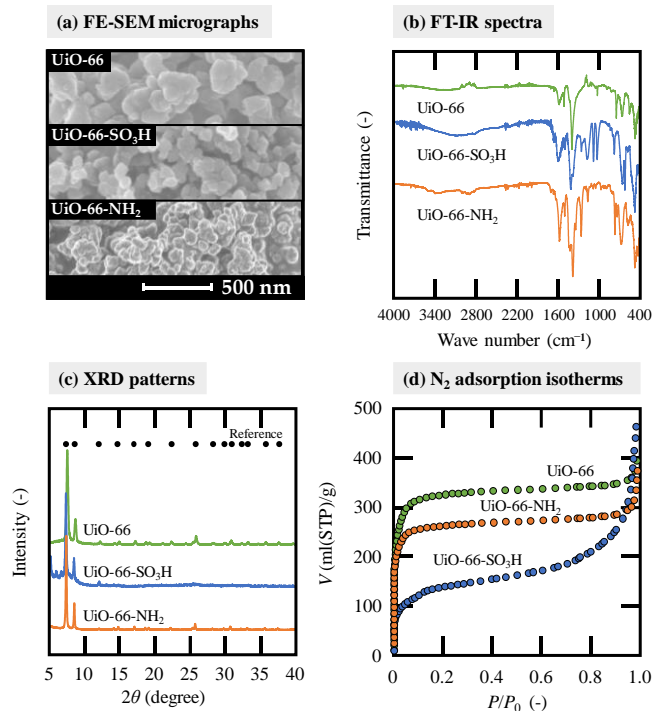 (a) FE-SEM micrographs
UiO-66
UiO-66-SO₃H
UiO-66-NH₂
500 nm
(b) FT-IR spectra
Transmittance (-)
UiO-66
UiO-66-SO₃H
UiO-66-NH₂
4000 3400 2800 2200 1600 1000 400
Wave number (cm⁻¹)
(c) XRD patterns
Intensity (-)
Reference
UiO-66
UiO-66-SO₃H
UiO-66-NH₂
5 10 15 20 25 30 35 40
2θ (degree)
(d) N₂ adsorption isotherms
V (ml(STP)/g)
500
400
300
200
100
0
UiO-66
UiO-66-NH₂
UiO-66-SO₃H
0 0.2 0.4 0.6 0.8 1.0
P/P₀ (-)